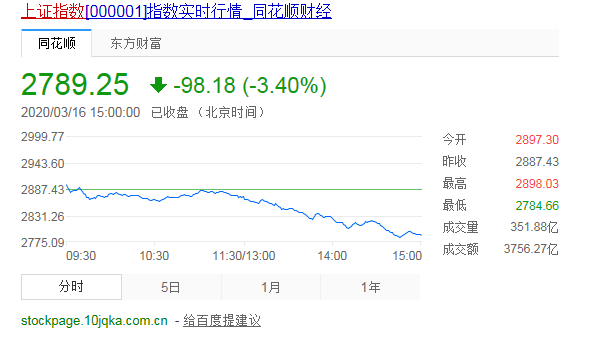 上证指数[000001]指数实时行情_同花顺财经
同花顺 东方财富
2789.25 -98.18 (-3.40%)
2020/03/16 15:00:00 已收盘 （北京时间）
2999.77
2943.60
2887.43
2831.26
2775.09
09:30 10:30 11:30/13:00 14:00 15:00
今开 2897.30
昨收 2887.43
最高 2898.03
最低 2784.66
成交量 351.88亿
成交额 3756.27亿
分时 5日 1月 1年
stockpage.10jqka.com.cn - 给百度提建议